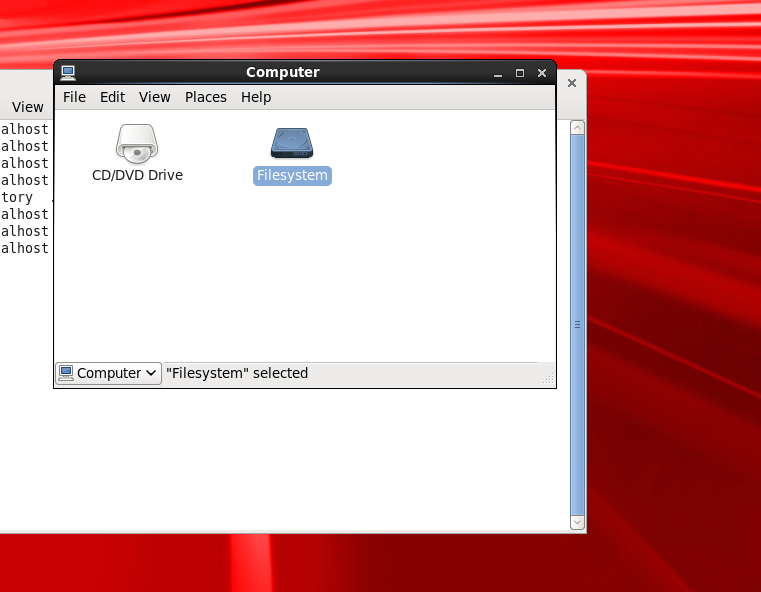 Computer
File Edit View Places Help
CD/DVD Drive
Filesystem
Computer "Filesystem" selected
View
alhost
alhost
alhost
alhost
tory .
alhost
alhost
alhost